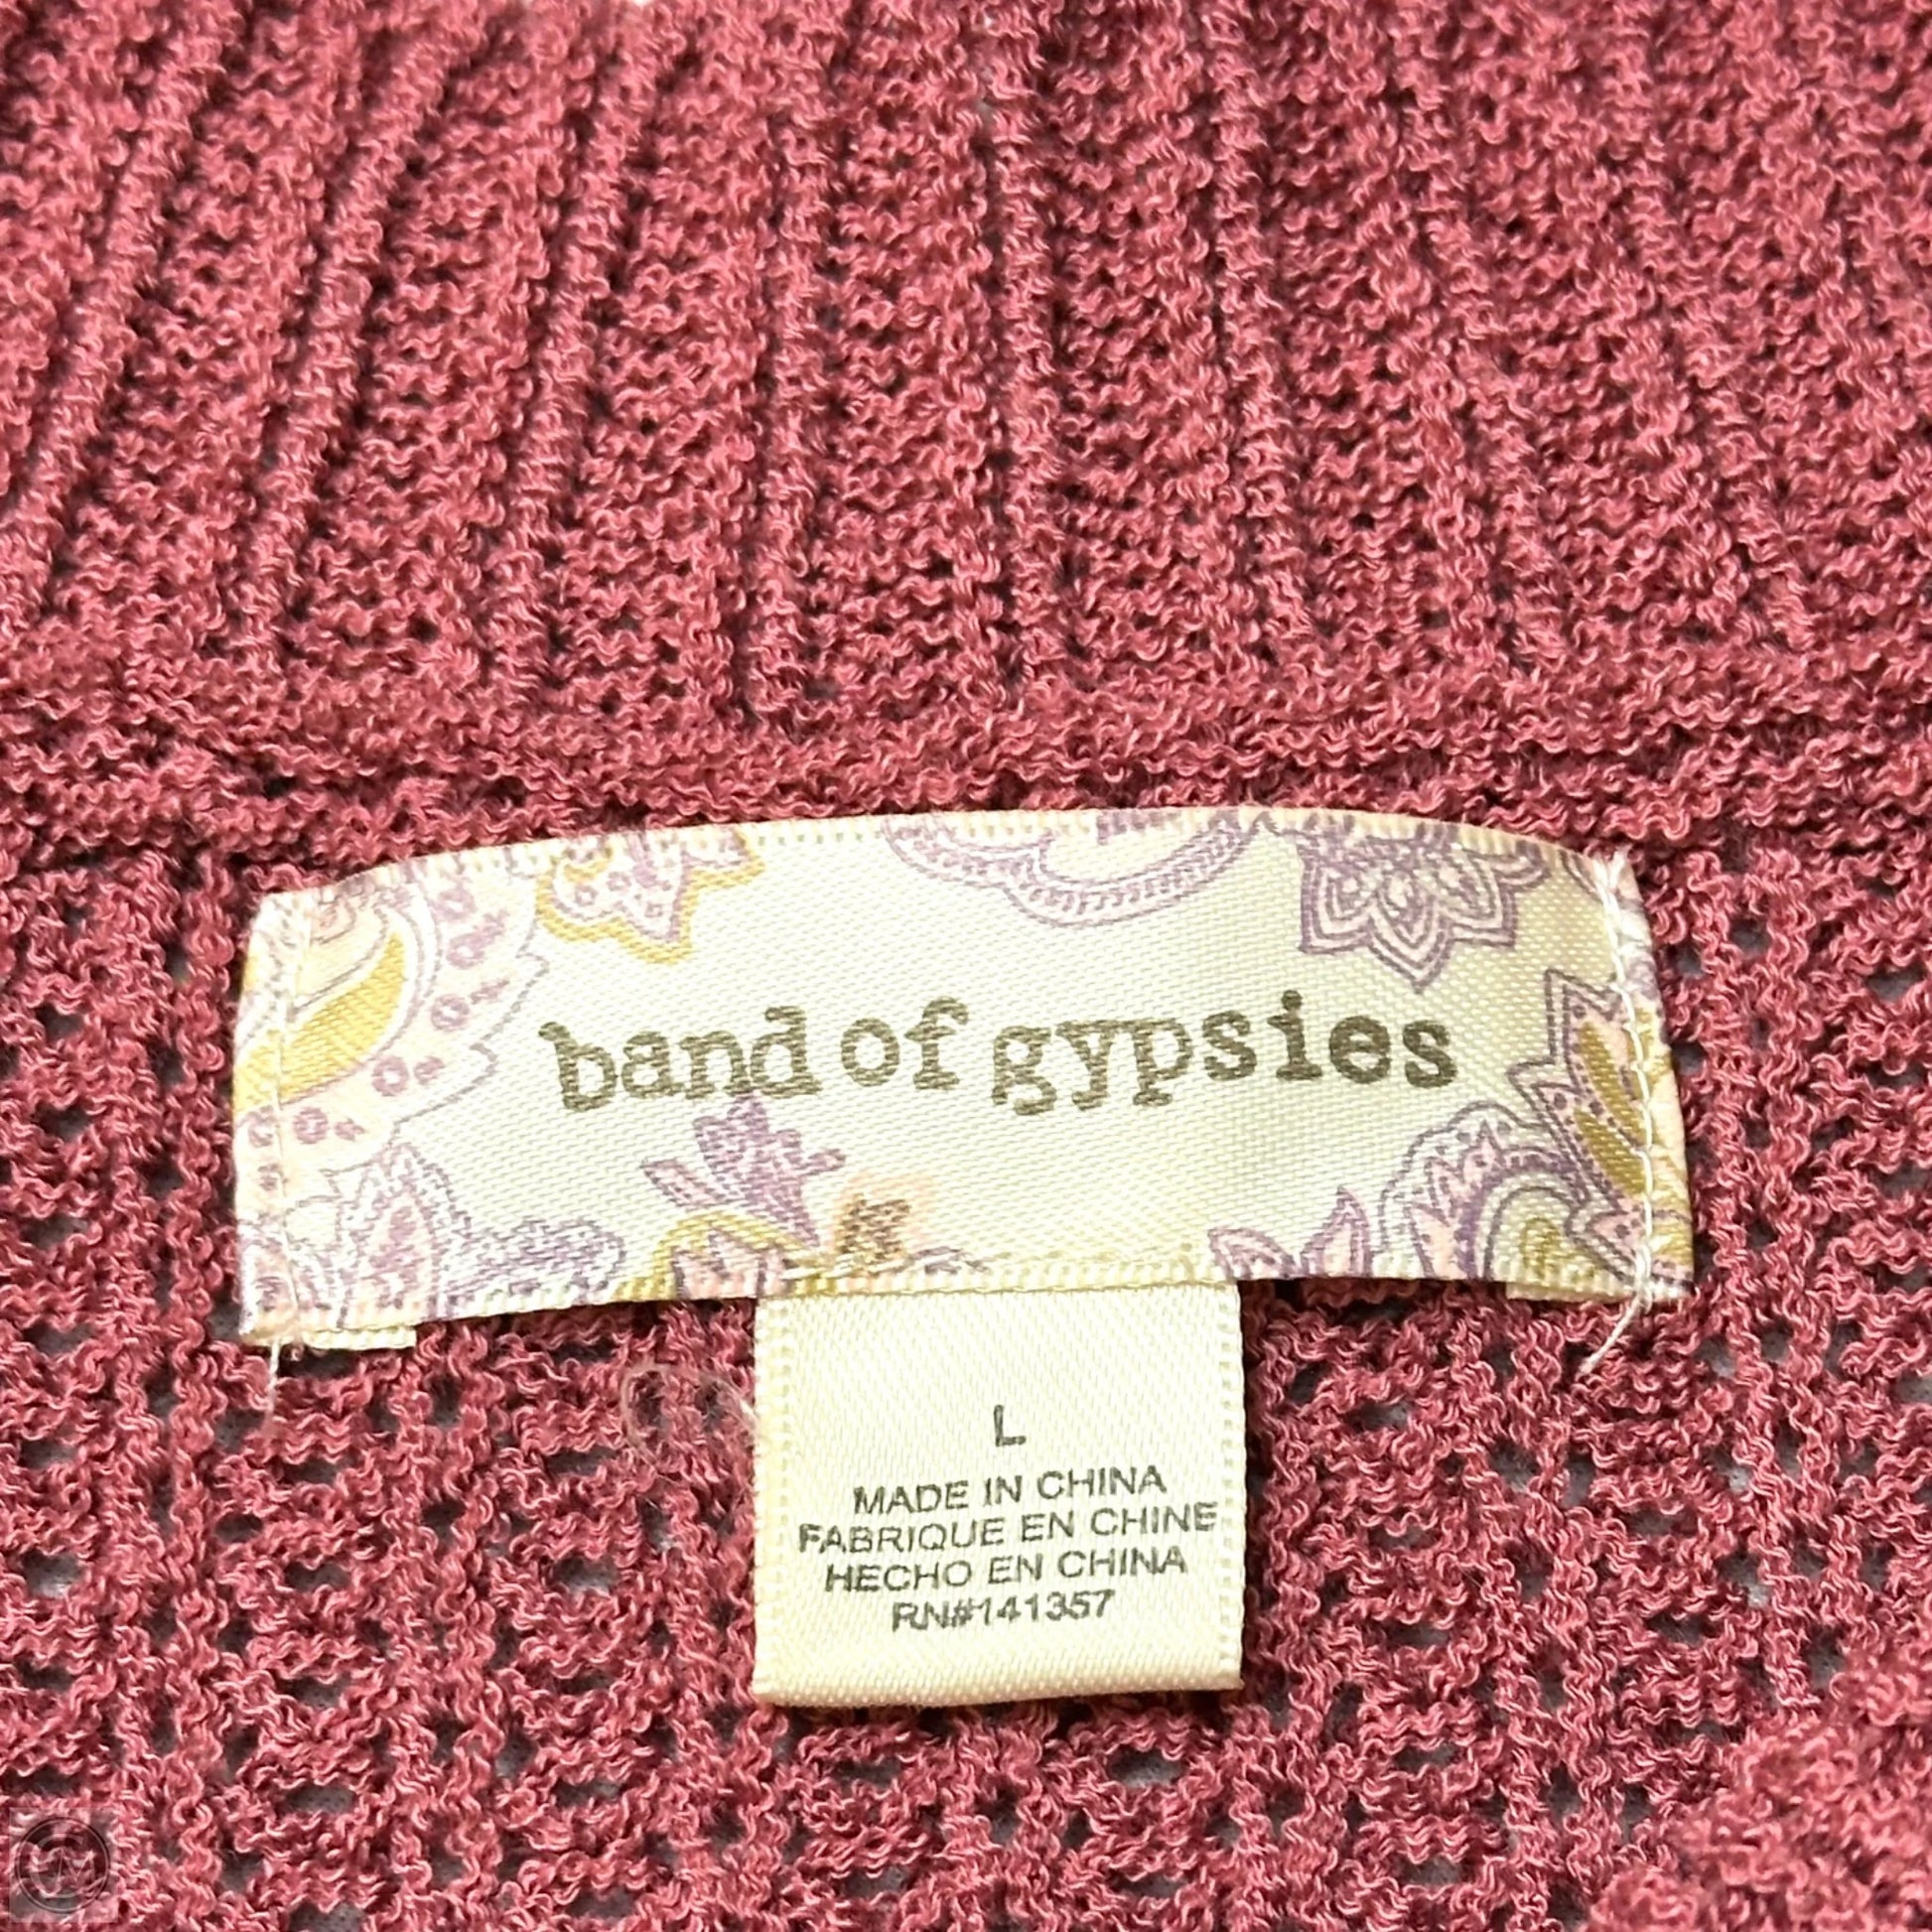 band of gypsies
L
MADE IN CHINA
FABRIQUE EN CHINE
HECHO EN CHINA
RN#141357